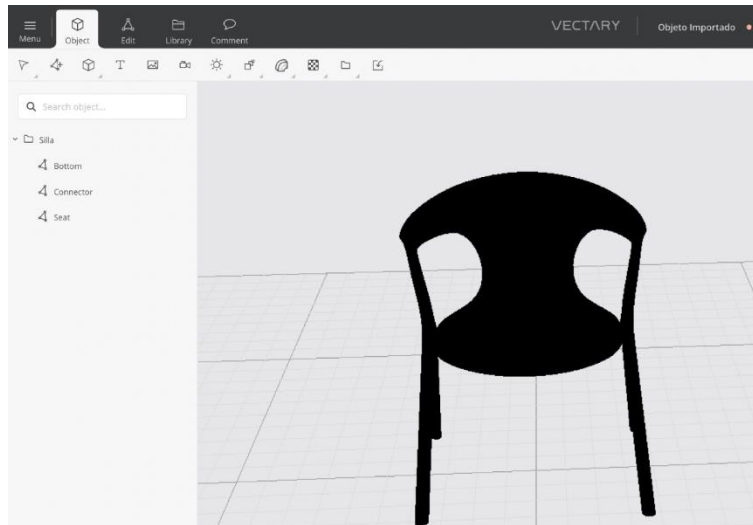 Menu
Object
Edit
Library
Comment
VECTARY
Objeto Importado
T
Search object...
Silla
Bottom
Connector
Seat